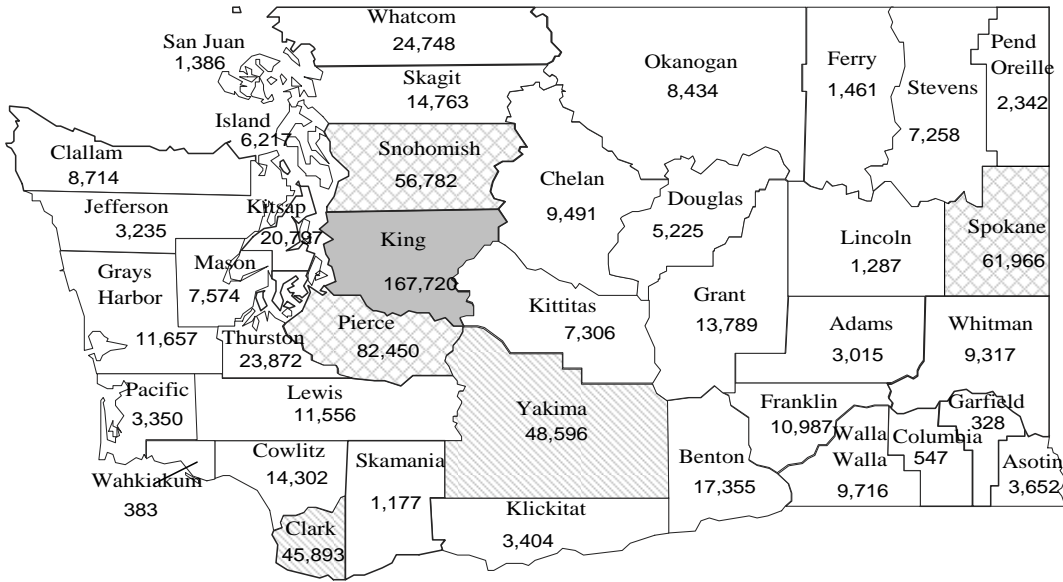 Whatcom
24,748
San Juan
1,386
Skagit
14,763
Island
6,217
Okanogan
8,434
Ferry
1,461
Stevens
7,258
Pend
Oreille
2,342
Clallam
8,714
Snohomish
56,782
Chelan
9,491
Douglas
5,225
Jefferson
3,235
Kitsap
20,797
King
167,720
Lincoln
1,287
Spokane
61,966
Mason
7,574
Grays
Harbor
11,657
Kittitas
7,306
Grant
13,789
Thurston
23,872
Pierce
82,450
Adams
3,015
Whitman
9,317
Pacific
3,350
Lewis
11,556
Yakima
48,596
Franklin
10,987
Walla
Walla
9,716
Columbia
547
Garfield
328
Asotin
3,652
Wahkiakum
383
Cowlitz
14,302
Skamania
1,177
Benton
17,355
Clark
45,893
Klickitat
3,404